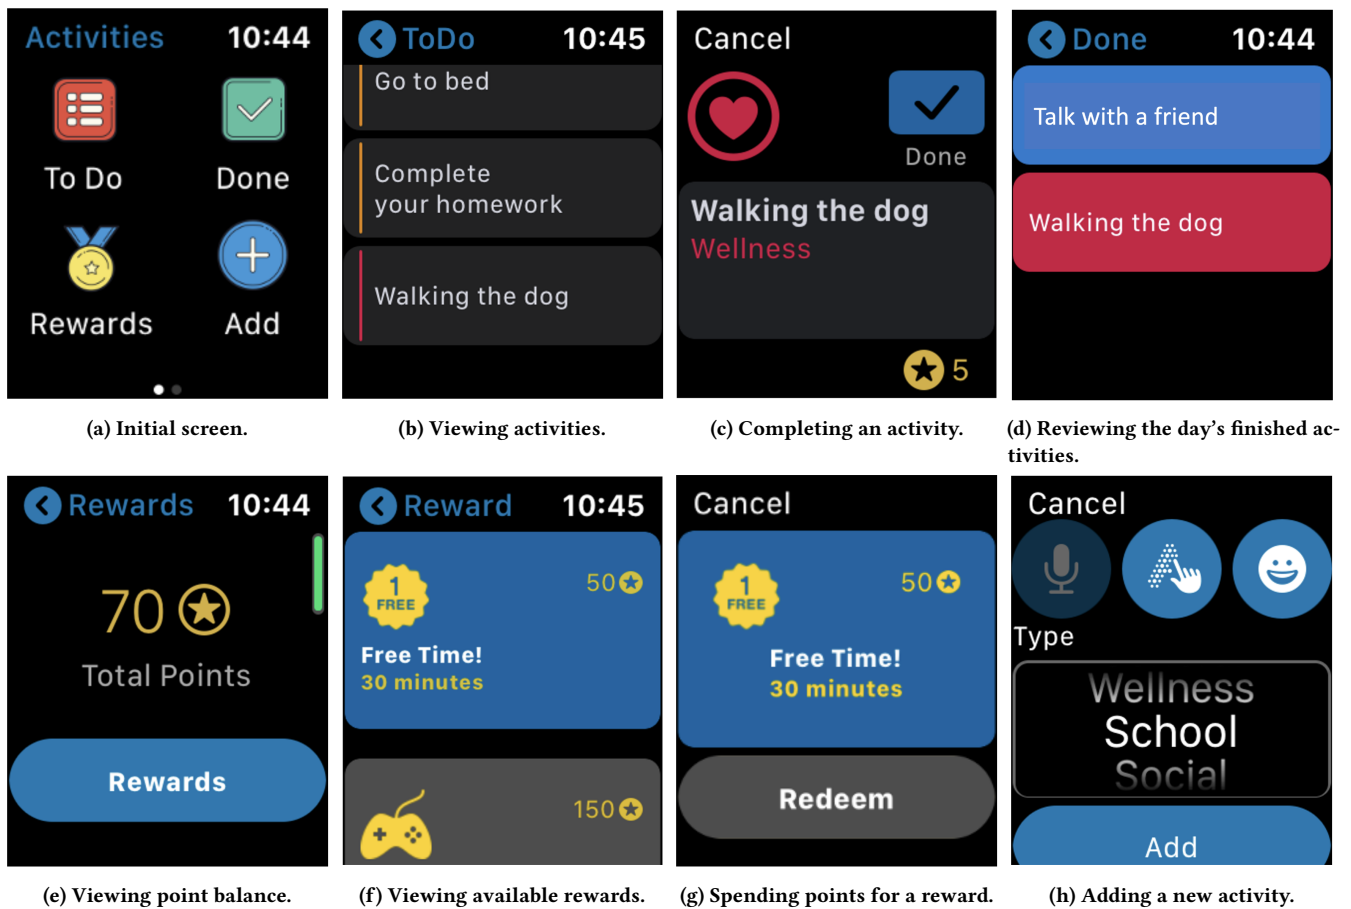 Activities 10:44
To Do Done
Rewards Add
ToDo 10:45
Go to bed
Complete
your homework
Walking the dog
Cancel
Done
Walking the dog
Wellness
5
Done 10:44
Talk with a friend
Walking the dog
(a) Initial screen.
(b) Viewing activities.
(c) Completing an activity.
(d) Reviewing the day's finished ac-
tivities.
Rewards 10:44
70
Total Points
Rewards
Reward 10:45
1
FREE
50
Free Time!
30 minutes
150
Cancel
1
FREE
50
Free Time!
30 minutes
Redeem
Cancel
Type
Wellness
School
Social
Add
(e) Viewing point balance.
(f) Viewing available rewards.
(g) Spending points for a reward.
(h) Adding a new activity.